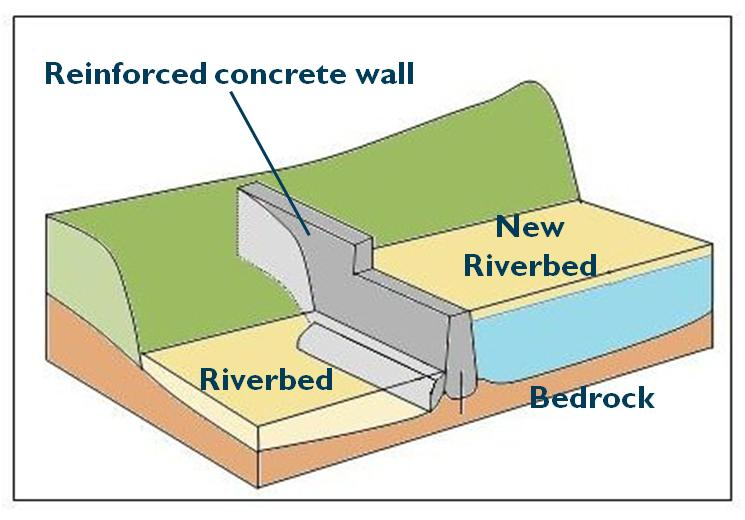 Reinforced concrete wall
New
Riverbed
Riverbed
Bedrock